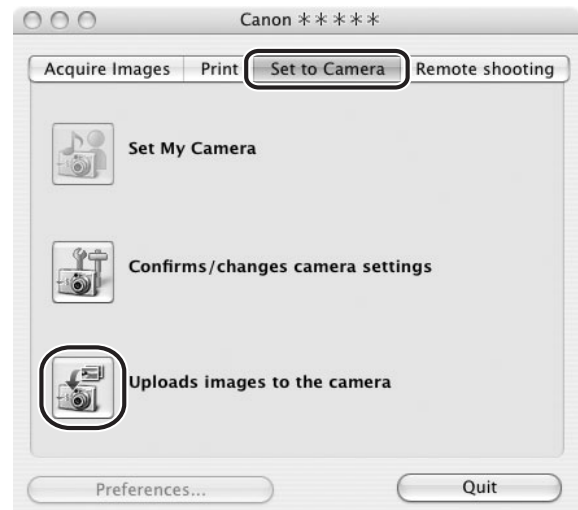 Canon ＊＊＊＊＊
Acquire Images Print Set to Camera Remote shooting
Set My Camera
Confirms/changes camera settings
Uploads images to the camera
Preferences... Quit